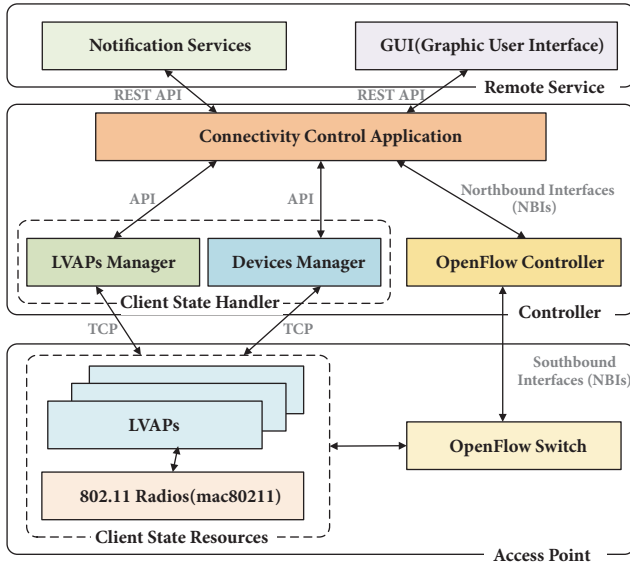 Notification Services
GUI(Graphic User Interface)
REST API
REST API
Remote Service
Connectivity Control Application
API
API
Northbound Interfaces
(NBIs)
LVAPs Manager
Devices Manager
OpenFlow Controller
Client State Handler
Controller
TCP
TCP
Southbound
Interfaces (NBIs)
LVAPs
OpenFlow Switch
802.11 Radios(mac80211)
Client State Resources
Access Point